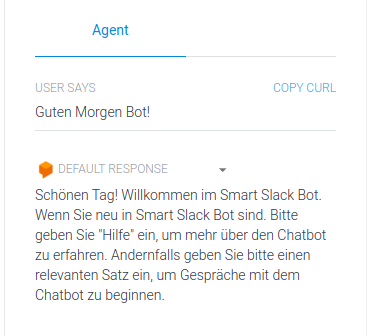 Agent
USER SAYS COPY CURL
Guten Morgen Bot!
DEFAULT RESPONSE
Schönen Tag! Willkommen im Smart Slack Bot.
Wenn Sie neu in Smart Slack Bot sind. Bitte
geben Sie "Hilfe" ein, um mehr über den Chatbot
zu erfahren. Andernfalls geben Sie bitte einen
relevanten Satz ein, um Gespräche mit dem
Chatbot zu beginnen.